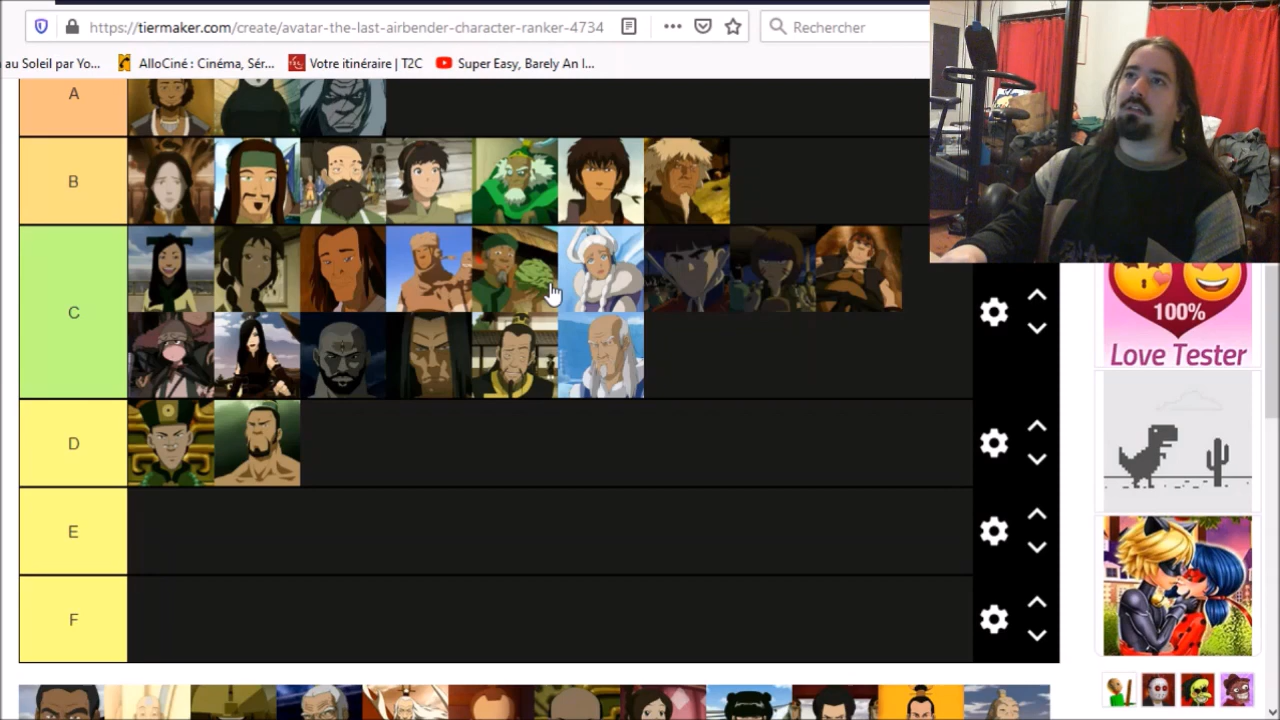 https://tiermaker.com/create/avatar-the-last-airbender-character-ranker-4734
Rechercher
au Soleil par Yo...
AlloCiné : Cinéma, Sér...
Votre itinéraire | T2C
Super Easy, Barely An I...
A
B
C
D
E
F
100%
Love Tester